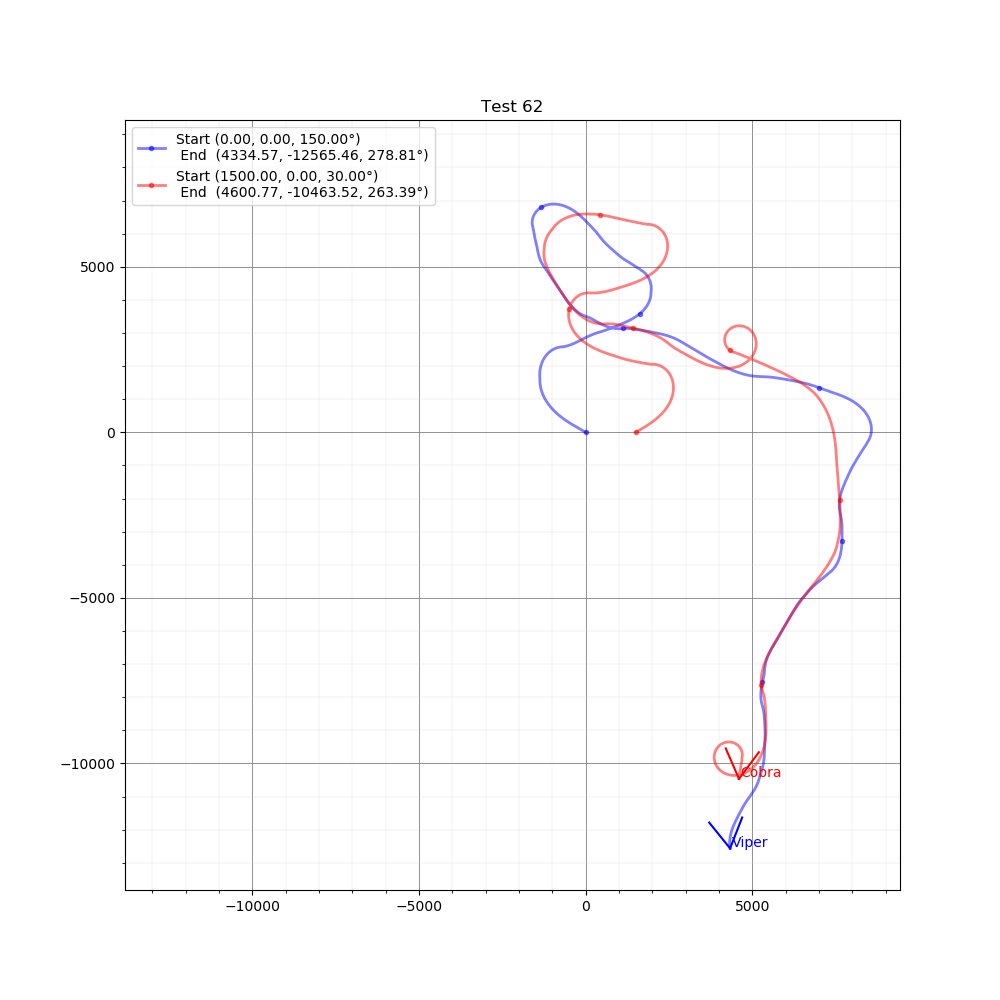 Test 62
Start (0.00, 0.00, 150.00°)
End  (4334.57, -12565.46, 278.81°)
Start (1500.00, 0.00, 30.00°)
End  (4600.77, -10463.52, 263.39°)
5000
0
−5000
−10000
Cobra
Viper
−10000
−5000
0
5000